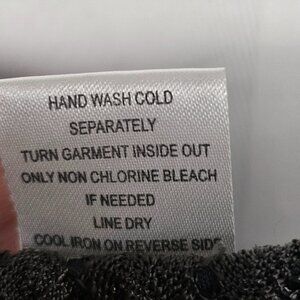 HAND WASH COLD
SEPARATELY
TURN GARMENT INSIDE OUT
ONLY NON CHLORINE BLEACH
IF NEEDED
LINE DRY
COOL IRON ON REVERSE SIDE